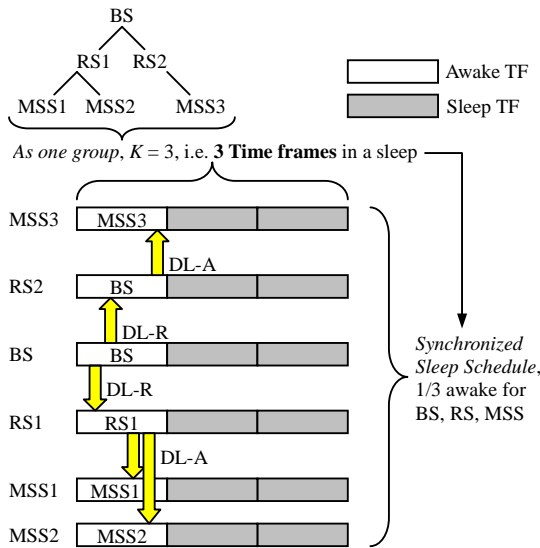 BS
RS1 RS2
MSS1 MSS2 MSS3
Awake TF
Sleep TF
As one group, K = 3, i.e. 3 Time frames in a sleep
MSS3 MSS3
DL-A
RS2 BS
DL-R
BS BS
DL-R
RS1 RS1
DL-A
MSS1 MSS1
MSS2 MSS2
Synchronized
Sleep Schedule,
1/3 awake for
BS, RS, MSS